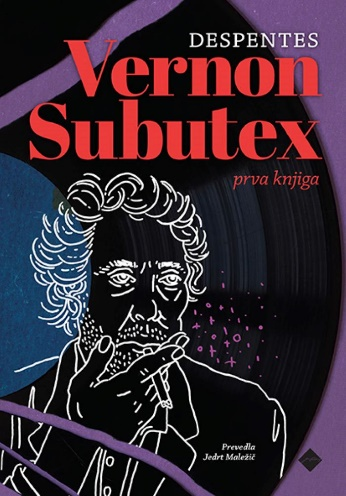 DESPENTES
Vernon
Subutex
prva knjiga
Prevedla
Jedrt Maležič